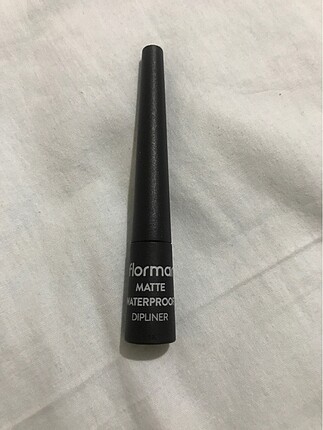 flormar
MATTE
WATERPROOF
DIPLINER